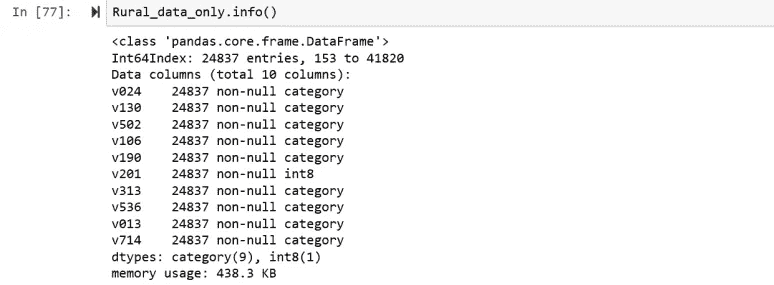 In [77]: Rural_data_only.info()
<class 'pandas.core.frame.DataFrame'>
Int64Index: 24837 entries, 153 to 41820
Data columns (total 10 columns):
v024    24837 non-null category
v130    24837 non-null category
v502    24837 non-null category
v106    24837 non-null category
v190    24837 non-null category
v201    24837 non-null int8
v313    24837 non-null category
v536    24837 non-null category
v013    24837 non-null category
v714    24837 non-null category
dtypes: category(9), int8(1)
memory usage: 438.3 KB